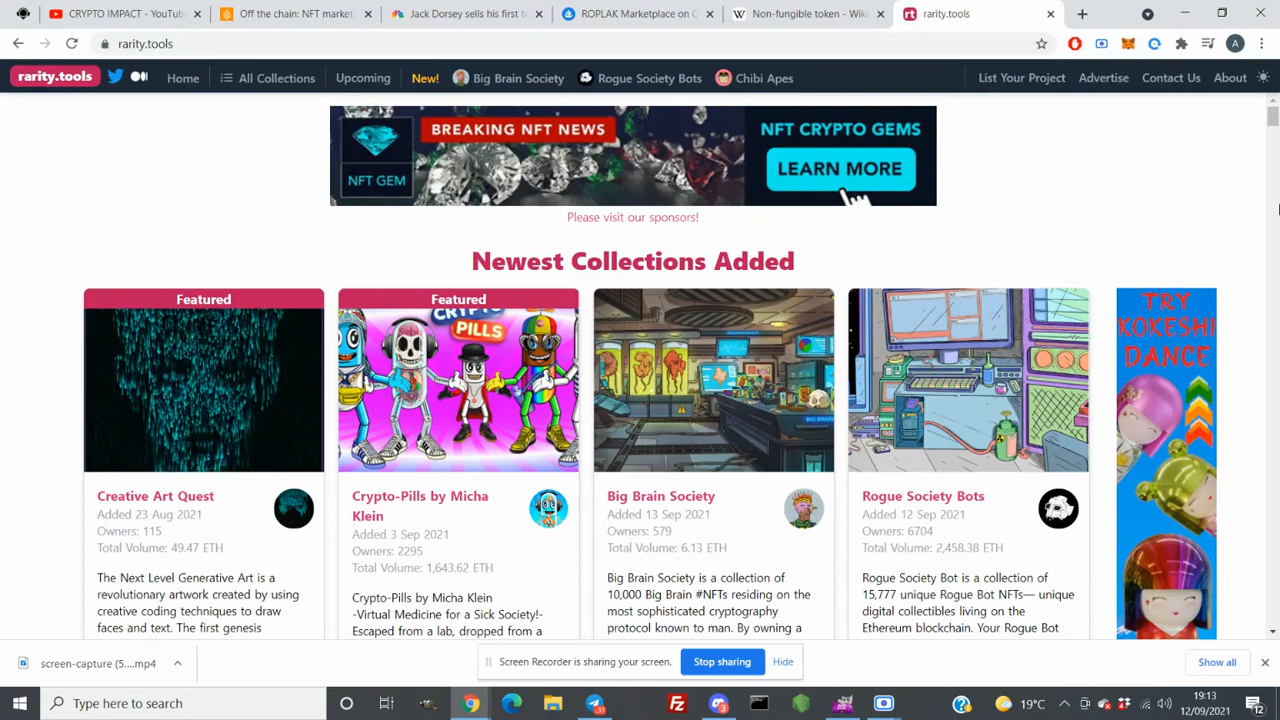 CRYPTO IMPACT - YouTu
Off the chain: NFT market
Jack Dorsey sells his first t
ROPLAK Marketplace on O
Non-fungible token - Wiki
rarity.tools
rarity.tools
rarity.tools
Home
All Collections
Upcoming
New!
Big Brain Society
Rogue Society Bots
Chibi Apes
List Your Project
Advertise
Contact Us
About
NFT GEM
BREAKING NFT NEWS
NFT CRYPTO GEMS
LEARN MORE
Please visit our sponsors!
Newest Collections Added
Featured
Creative Art Quest
Added 23 Aug 2021
Owners: 115
Total Volume: 49.47 ETH
The Next Level Generative Art is a
revolutionary artwork created by using
creative coding techniques to draw
faces and text. The first genesis
Featured
CRYPTO
PILLS
Crypto-Pills by Micha
Klein
Added 3 Sep 2021
Owners: 2295
Total Volume: 1,643.62 ETH
Crypto-Pills by Micha Klein
-Virtual Medicine for a Sick Society!-
Escaped from a lab, dropped from a
BIG BRAIN
Big Brain Society
Added 13 Sep 2021
Owners: 579
Total Volume: 6.13 ETH
Big Brain Society is a collection of
10,000 Big Brain #NFTs residing on the
most sophisticated cryptography
protocol known to man. By owning a
Rogue Society Bots
Added 12 Sep 2021
Owners: 6704
Total Volume: 2,458.38 ETH
Rogue Society Bot is a collection of
15,777 unique Rogue Bot NFTs— unique
digital collectibles living on the
Ethereum blockchain. Your Rogue Bot
TRY
KOKESHI
DANCE
screen-capture (5....mp4
Screen Recorder is sharing your screen.
Stop sharing
Hide
Show all
Type here to search
19°C
19:13
12/09/2021